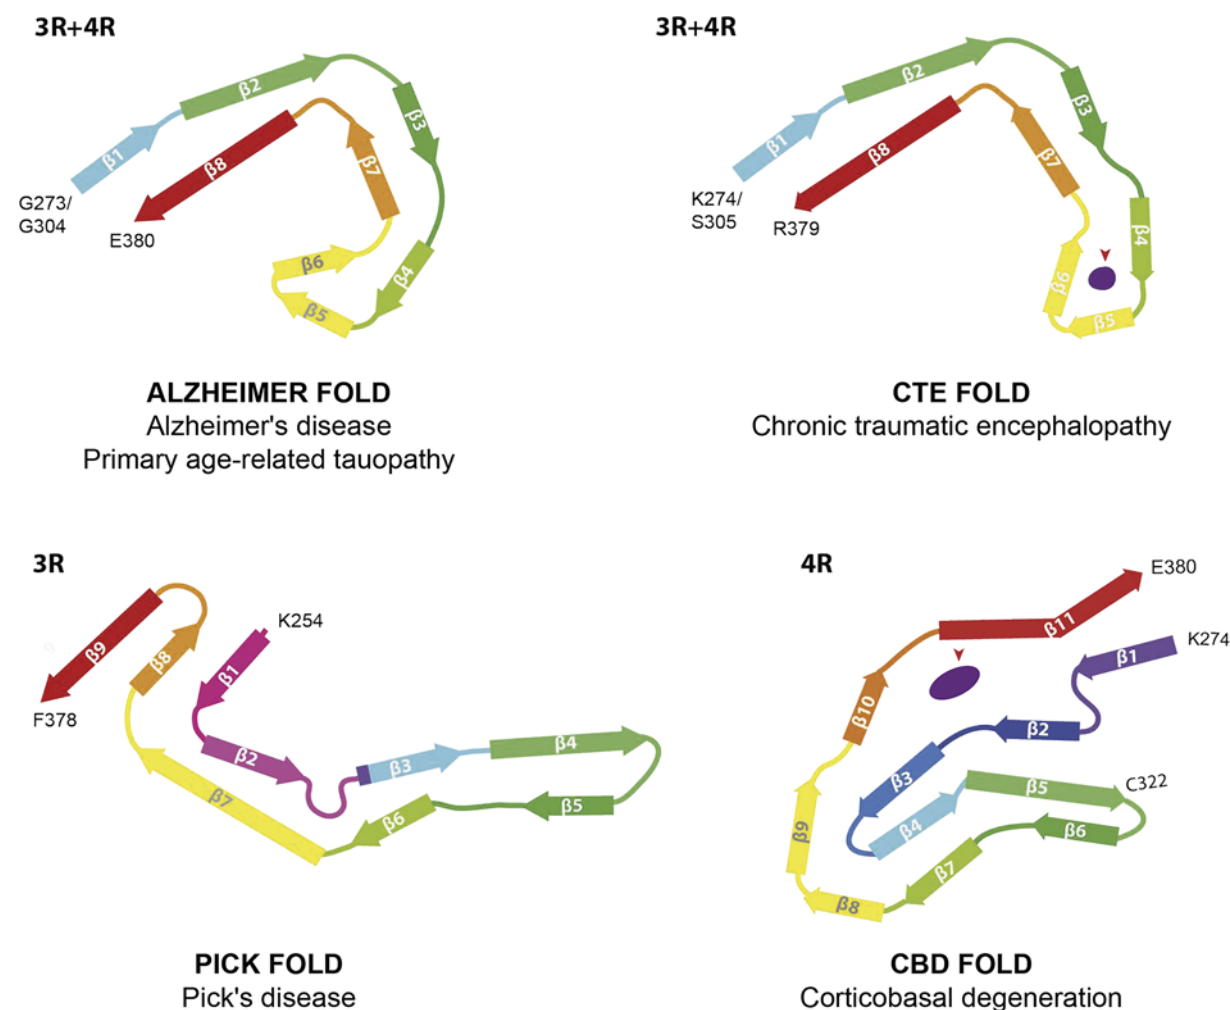 3R+4R
β1
β2
β3
β4
β5
β6
β7
β8
G273/
G304
E380
ALZHEIMER FOLD
Alzheimer's disease
Primary age-related tauopathy
3R+4R
β1
β2
β3
β4
β5
β6
β7
β8
K274/
S305
R379
CTE FOLD
Chronic traumatic encephalopathy
3R
K254
β1
β2
β3
β4
β5
β6
β7
β8
β9
9
F378
PICK FOLD
Pick's disease
4R
E380
K274
C322
β1
β2
β3
β4
β5
β6
β7
β8
β9
β10
β11
CBD FOLD
Corticobasal degeneration